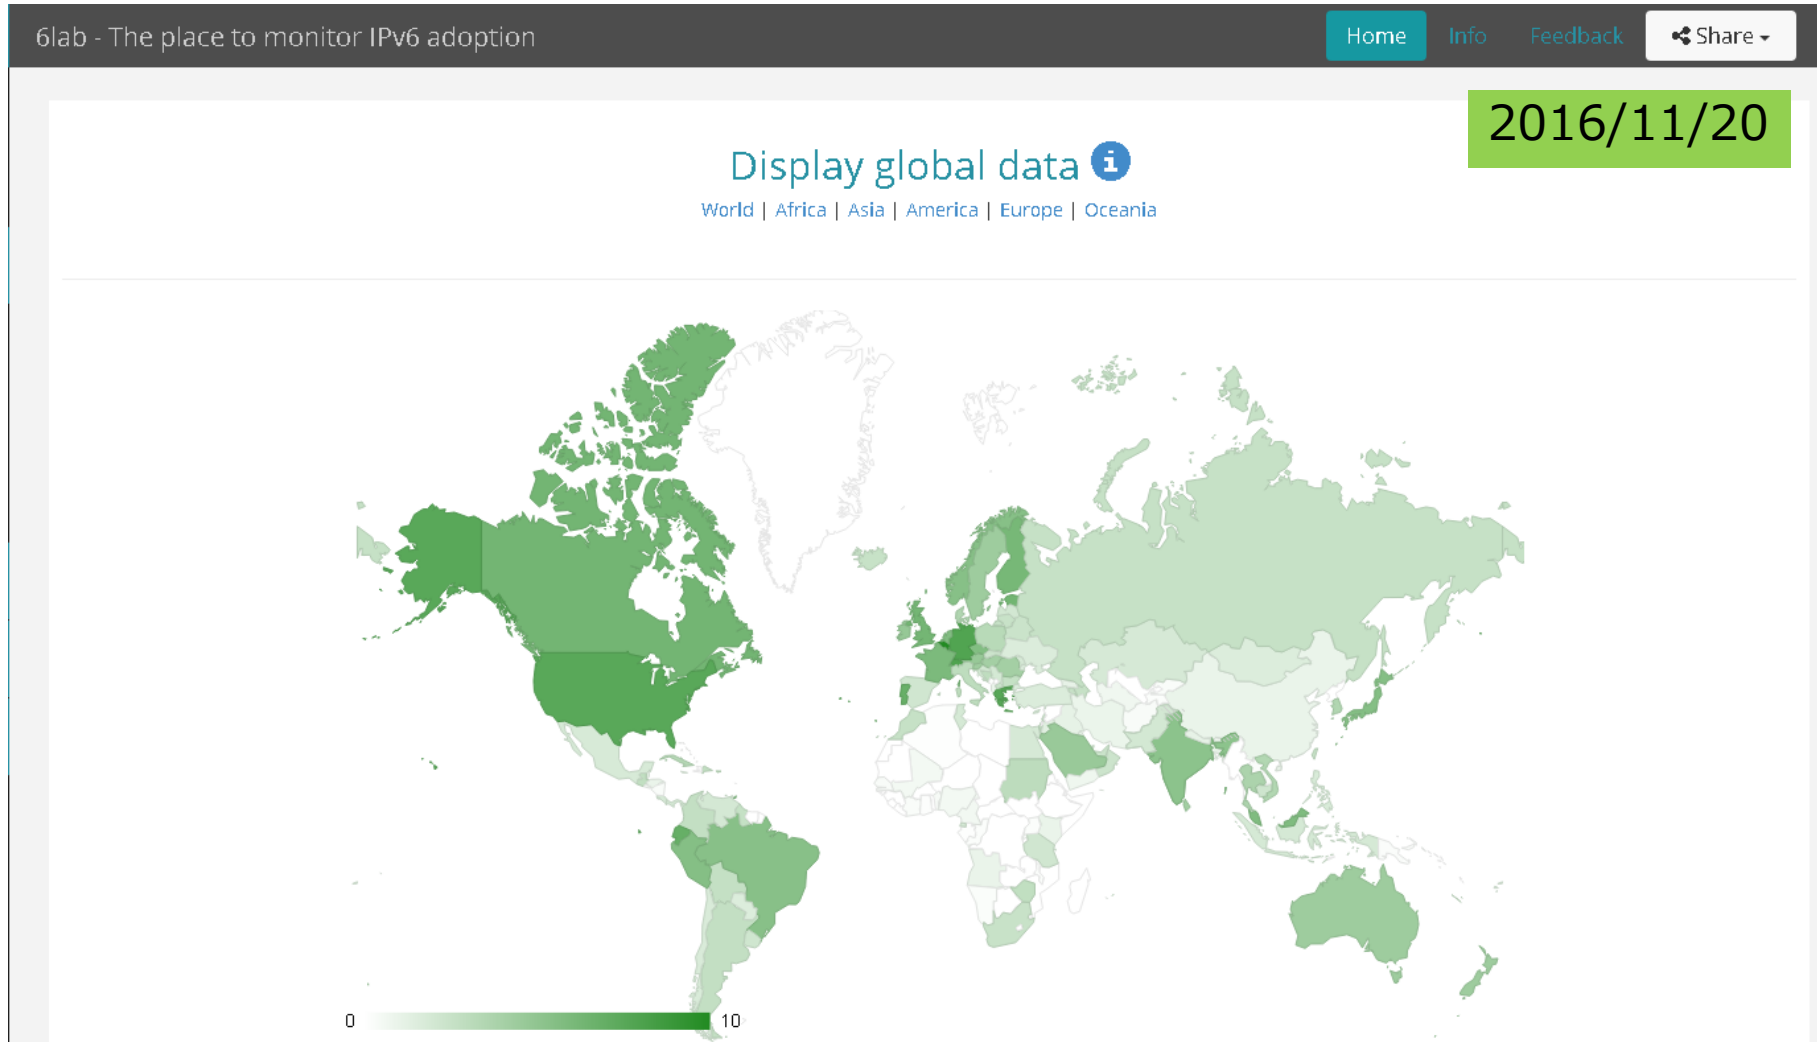 6lab - The place to monitor IPv6 adoption
Home Info Feedback Share
2016/11/20
Display global data
World | Africa | Asia | America | Europe | Oceania
0 10